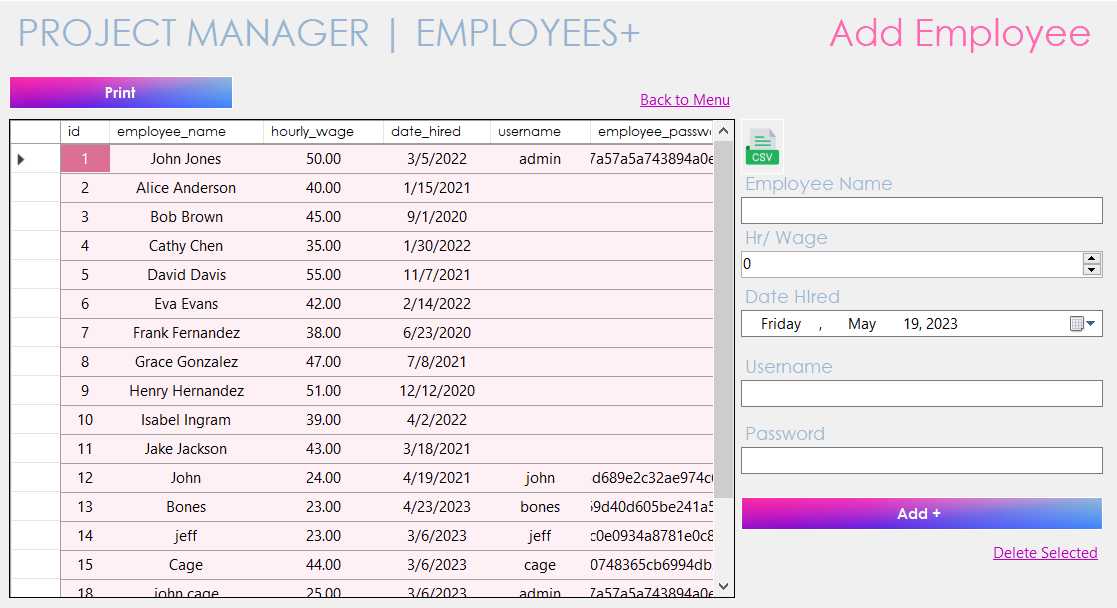 PROJECT MANAGER | EMPLOYEES+
Add Employee
Print
Back to Menu
id employee_name hourly_wage date_hired username employee_passw
1 John Jones 50.00 3/5/2022 admin 7a57a5a743894a0e
2 Alice Anderson 40.00 1/15/2021
3 Bob Brown 45.00 9/1/2020
4 Cathy Chen 35.00 1/30/2022
5 David Davis 55.00 11/7/2021
6 Eva Evans 42.00 2/14/2022
7 Frank Fernandez 38.00 6/23/2020
8 Grace Gonzalez 47.00 7/8/2021
9 Henry Hernandez 51.00 12/12/2020
10 Isabel Ingram 39.00 4/2/2022
11 Jake Jackson 43.00 3/18/2021
12 John 24.00 4/19/2021 john d689e2c32ae974c
13 Bones 23.00 4/23/2023 bones 9d40d605be241a5
14 jeff 23.00 3/6/2023 jeff c0e0934a8781e0c8
15 Cage 44.00 3/6/2023 cage 0748365cb6994db
18 john cage 25.00 3/6/2023 admin 7a57a5a743894a0e
CSV
Employee Name
Hr/ Wage
0
Date HIred
Friday , May 19, 2023
Username
Password
Add +
Delete Selected